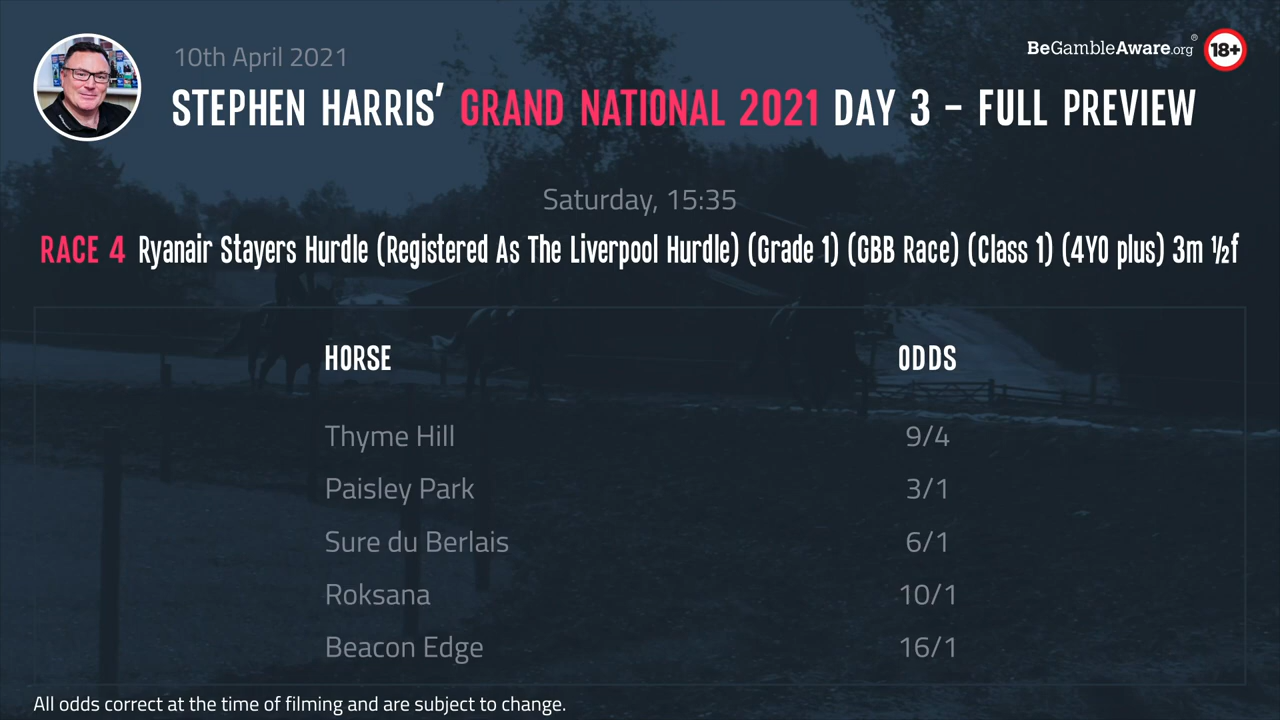 10th April 2021
BeGambleAware.org® 18+
STEPHEN HARRIS' GRAND NATIONAL 2021 DAY 3 - FULL PREVIEW
Saturday, 15:35
RACE 4 Ryanair Stayers Hurdle (Registered As The Liverpool Hurdle) (Grade 1) (GBB Race) (Class 1) (4YO plus) 3m ½f
HORSE ODDS
Thyme Hill 9/4
Paisley Park 3/1
Sure du Berlais 6/1
Roksana 10/1
Beacon Edge 16/1
All odds correct at the time of filming and are subject to change.